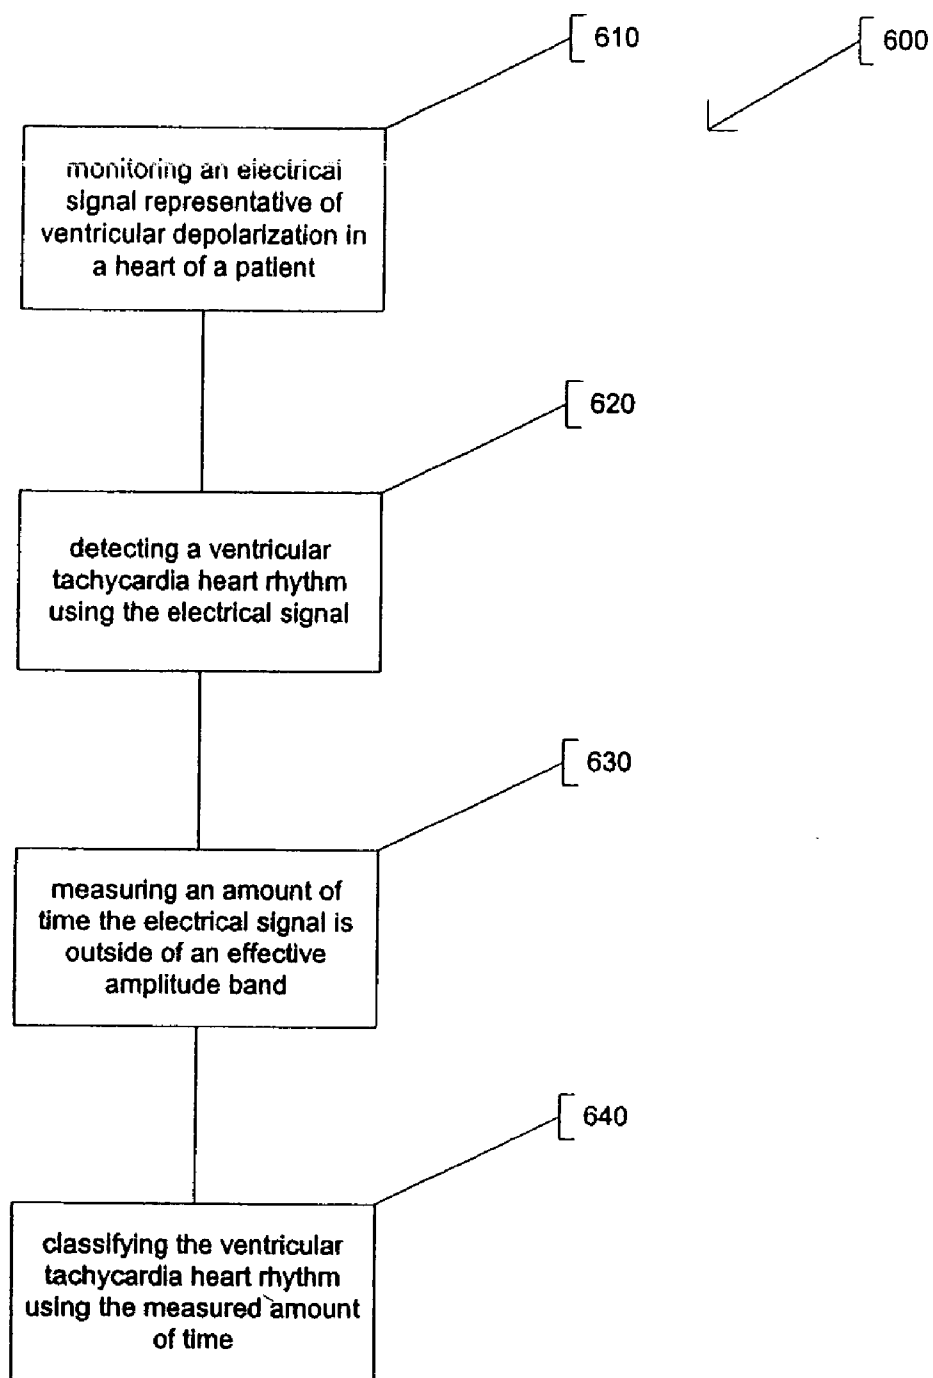 610
600
monitoring an electrical
signal representative of
ventricular depolarization in
a heart of a patient
620
detecting a ventricular
tachycardia heart rhythm
using the electrical signal
630
measuring an amount of
time the electrical signal is
outside of an effective
amplitude band
640
classifying the ventricular
tachycardia heart rhythm
using the measured amount
of time